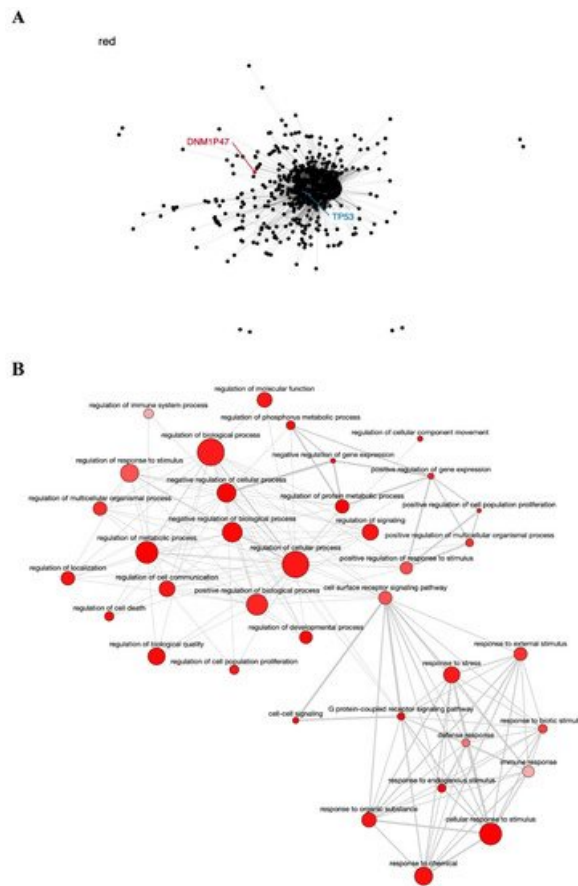 A
red
DNM1P47
TP53
B
regulation of molecular function
regulation of immune system process
regulation of phosphorus metabolic process
regulation of cellular component movement
regulation of biological process
negative regulation of gene expression
regulation of response to stimulus
positive regulation of gene expression
negative regulation of cellular process
regulation of multicellular organismal process
regulation of protein metabolic process
positive regulation of cell population proliferation
negative regulation of biological process
regulation of signaling
regulation of metabolic process
positive regulation of multicellular organismal process
regulation of cellular process
positive regulation of response to stimulus
regulation of localization
regulation of cell communication
cell surface receptor signaling pathway
positive regulation of biological process
regulation of cell death
regulation of developmental process
regulation of biological quality
regulation of cell population proliferation
response to external stimulus
response to stress
cell-cell signaling
G protein-coupled receptor signaling pathway
response to biotic stimul
defense response
immune response
response to endogenous stimulus
response to organic substance
cellular response to stimulus
response to chemical